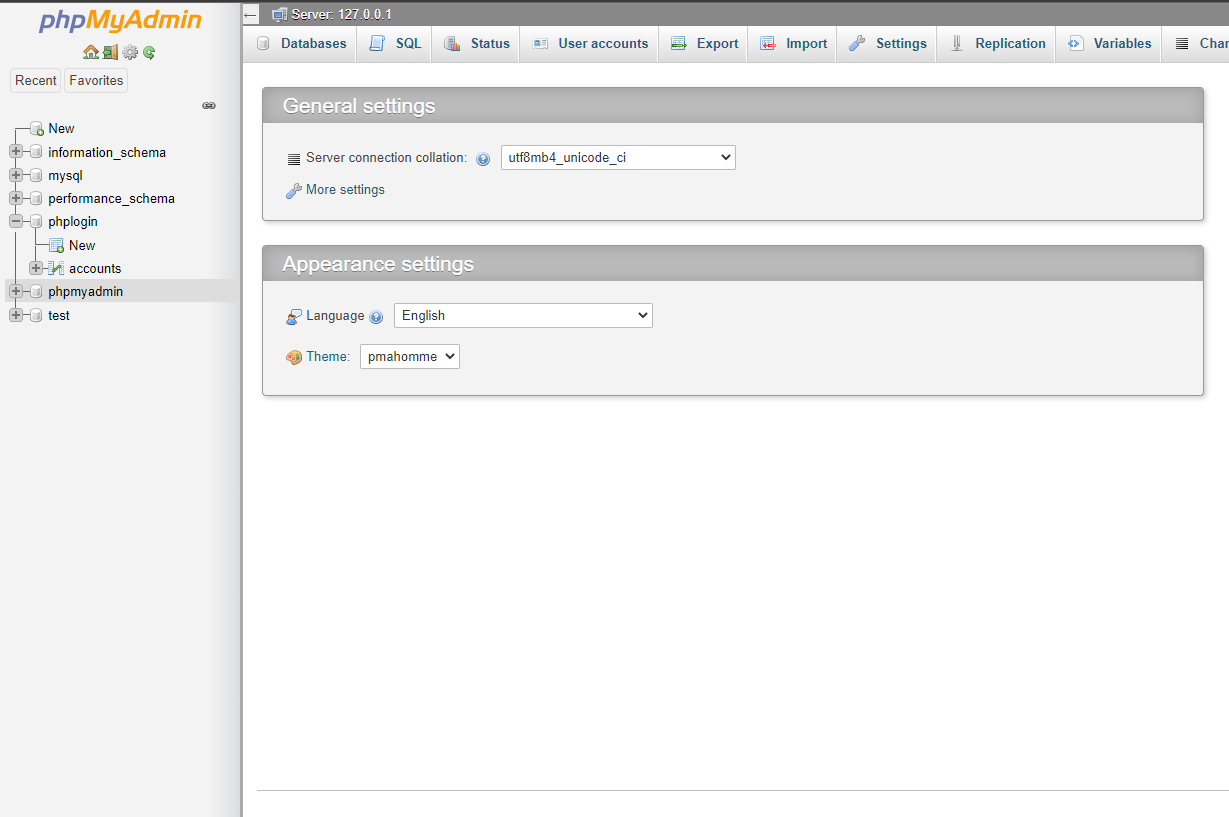 phpMyAdmin
Recent Favorites
New
information_schema
mysql
performance_schema
phplogin
New
accounts
phpmyadmin
test
Server: 127.0.0.1
Databases SQL Status User accounts Export Import Settings Replication Variables Char
General settings
Server connection collation: utf8mb4_unicode_ci
More settings
Appearance settings
Language English
Theme: pmahomme